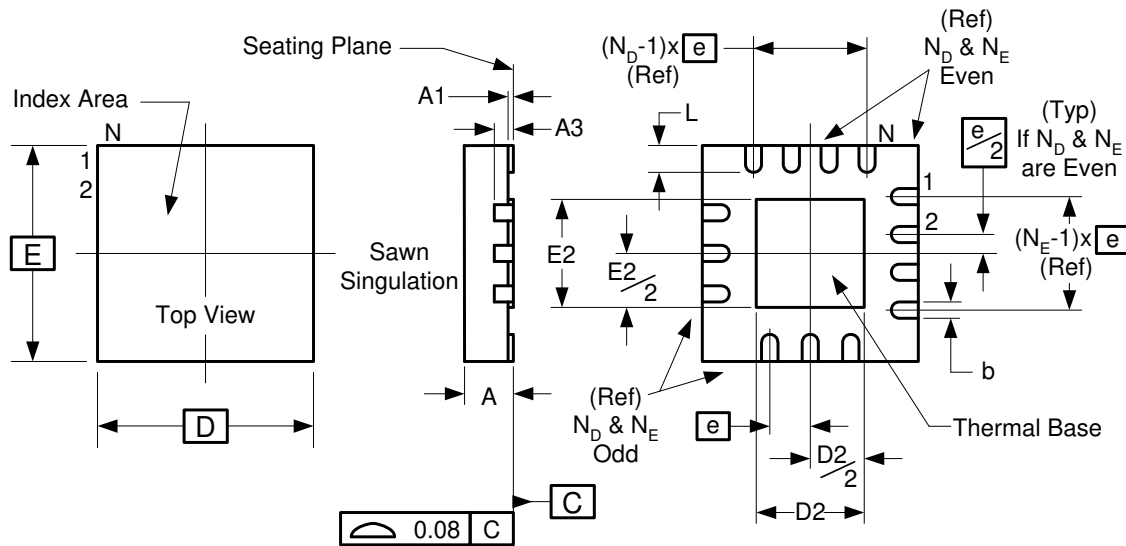 Index Area
N
1
2
E
Top View
D
Seating Plane
A1
A3
Sawn
Singulation
A
C
0.08 C
(N_D-1)x e
(Ref)
L
E2
E2/2
(Ref)
N_D & N_E
Even
N
1
2
e/2
(Typ)
If N_D & N_E
are Even
(N_E-1)x e
(Ref)
b
Thermal Base
(Ref)
N_D & N_E
Odd
e
D2/2
D2